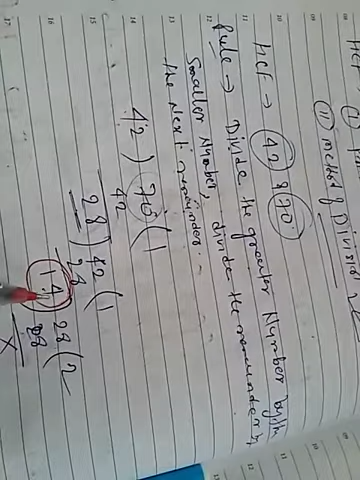 HCF →
(ii) method of Division
HCF → 42 & 70
Rule → Divide the greater Number by the
Smaller Number, divide the remainder by
the Next remainder.
42 ) 70 ( 1
42
28 ) 42 ( 1
28
14 28 ( 2
28
X